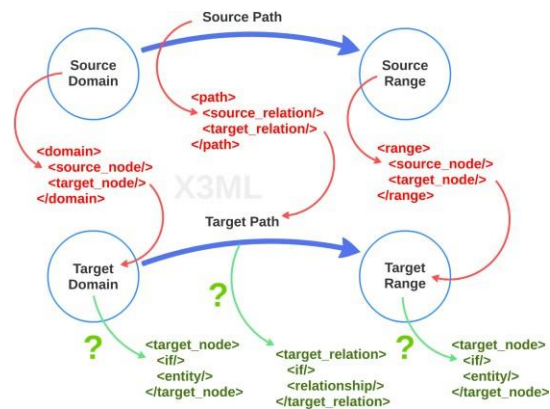 Source Path
Source
Domain
Source
Range
<path>
<source_relation/>
<target_relation/>
</path>
<domain>
<source_node/>
<target_node/>
</domain>
<range>
<source_node/>
<target_node/>
</range>
X3ML
Target Path
Target
Domain
Target
Range
?
?
?
<target_node>
<if/>
<entity/>
</target_node>
<target_relation>
<if/>
<relationship/>
</target_relation>
<target_node>
<if/>
<entity/>
</target_node>